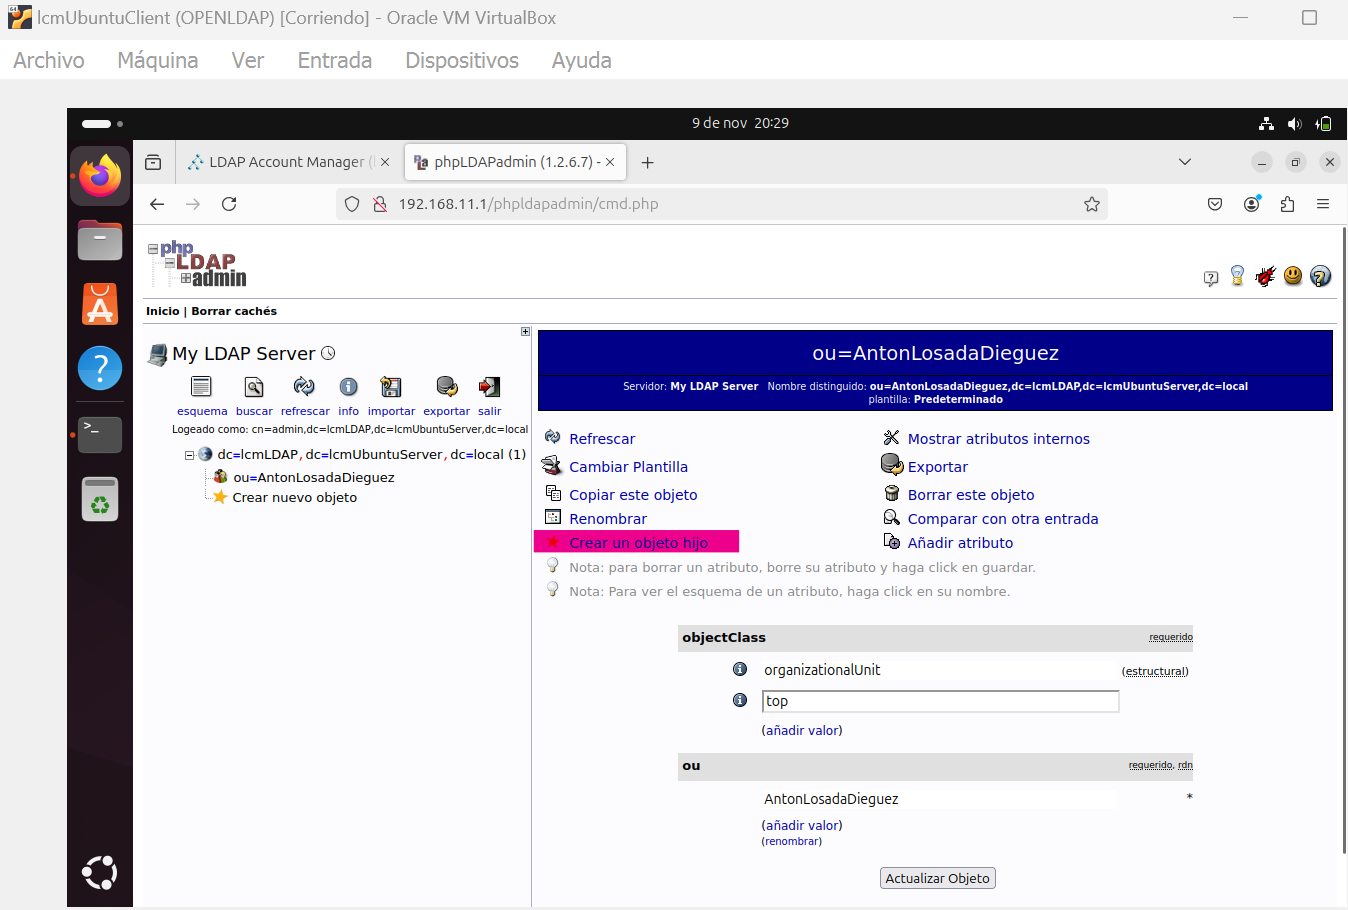 lcmUbuntuClient (OPENLDAP) [Corriendo] - Oracle VM VirtualBox
Archivo Máquina Ver Entrada Dispositivos Ayuda
9 de nov 20:29
LDAP Account Manager (
phpLDAPadmin (1.2.6.7) -
192.168.11.1/phpldapadmin/cmd.php
php
LDAP
admin
Inicio | Borrar cachés
My LDAP Server
esquema buscar refrescar info importar exportar salir
Logeado como: cn=admin,dc=lcmLDAP,dc=lcmUbuntuServer,dc=local
dc=lcmLDAP, dc=lcmUbuntuServer, dc=local (1)
ou=AntonLosadaDieguez
Crear nuevo objeto
ou=AntonLosadaDieguez
Servidor: My LDAP Server Nombre distinguido: ou=AntonLosadaDieguez,dc=lcmLDAP,dc=lcmUbuntuServer,dc=local
plantilla: Predeterminado
Refrescar Mostrar atributos internos
Cambiar Plantilla Exportar
Copiar este objeto Borrar este objeto
Renombrar Comparar con otra entrada
Crear un objeto hijo Añadir atributo
Nota: para borrar un atributo, borre su atributo y haga click en guardar.
Nota: Para ver el esquema de un atributo, haga click en su nombre.
objectClass requerido
organizationalUnit (estructural)
top
(añadir valor)
ou requerido, rdn
AntonLosadaDieguez *
(añadir valor)
(renombrar)
Actualizar Objeto